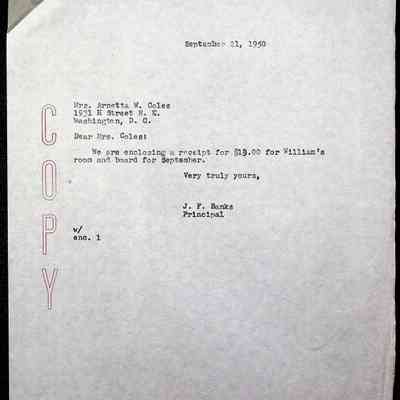 September 21, 1950
Mrs. Arnetta W. Coles
1931 H Street N. E.
Washington, D. C.
Dear Mrs. Coles:
We are enclosing a receipt for $19.00 for William's
room and board for September.
Very truly yours,
J. F. Banks
Principal
w/
enc. 1
COPY